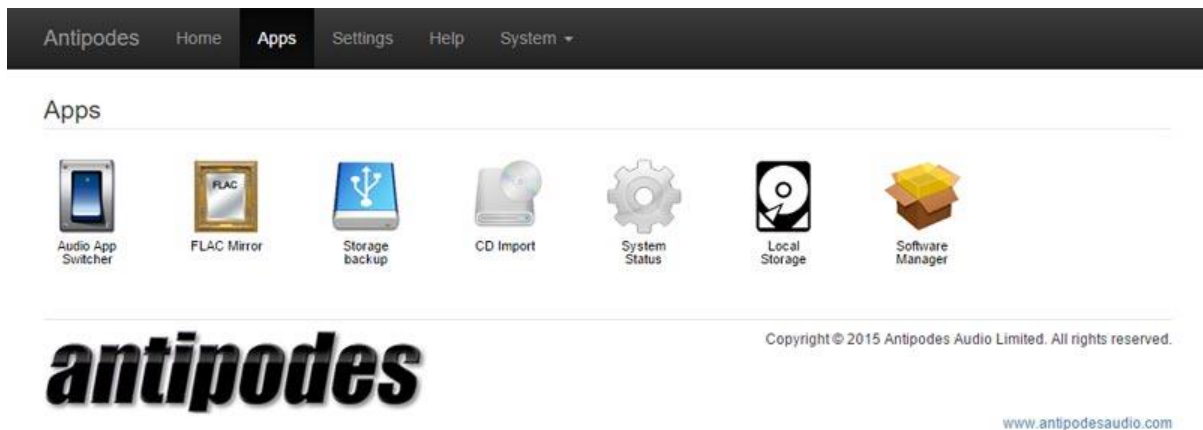 Antipodes Home Apps Settings Help System
Apps
FLAC
Audio App
Switcher
FLAC Mirror
Storage
backup
CD Import
System
Status
Local
Storage
Software
Manager
antipodes
Copyright © 2015 Antipodes Audio Limited. All rights reserved.
www.antipodesaudio.com